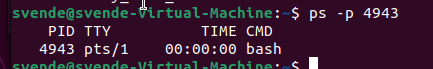 svende@svende-Virtual-Machine:~$ ps -p 4943
PID TTY TIME CMD
4943 pts/1 00:00:00 bash
svende@svende-Virtual-Machine:~$